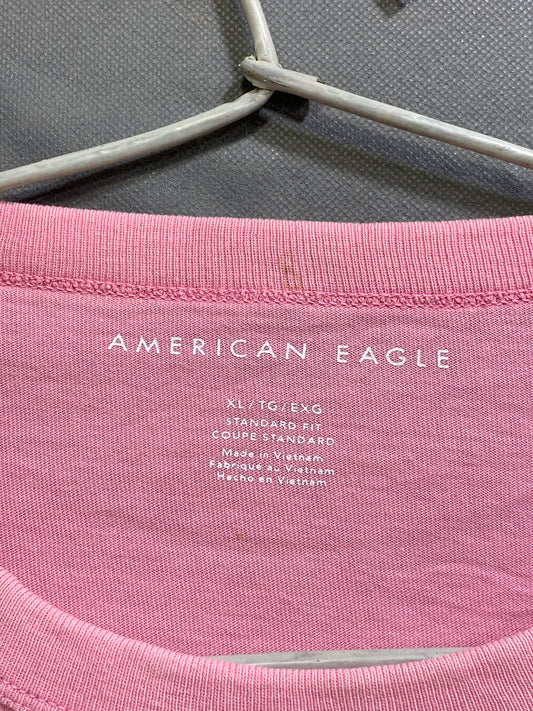 AMERICAN EAGLE
XL/TG/EXG
STANDARD FIT
COUPE STANDARD
Made in Vietnam
Fabriqué au Vietnam
Hecho en Vietnam